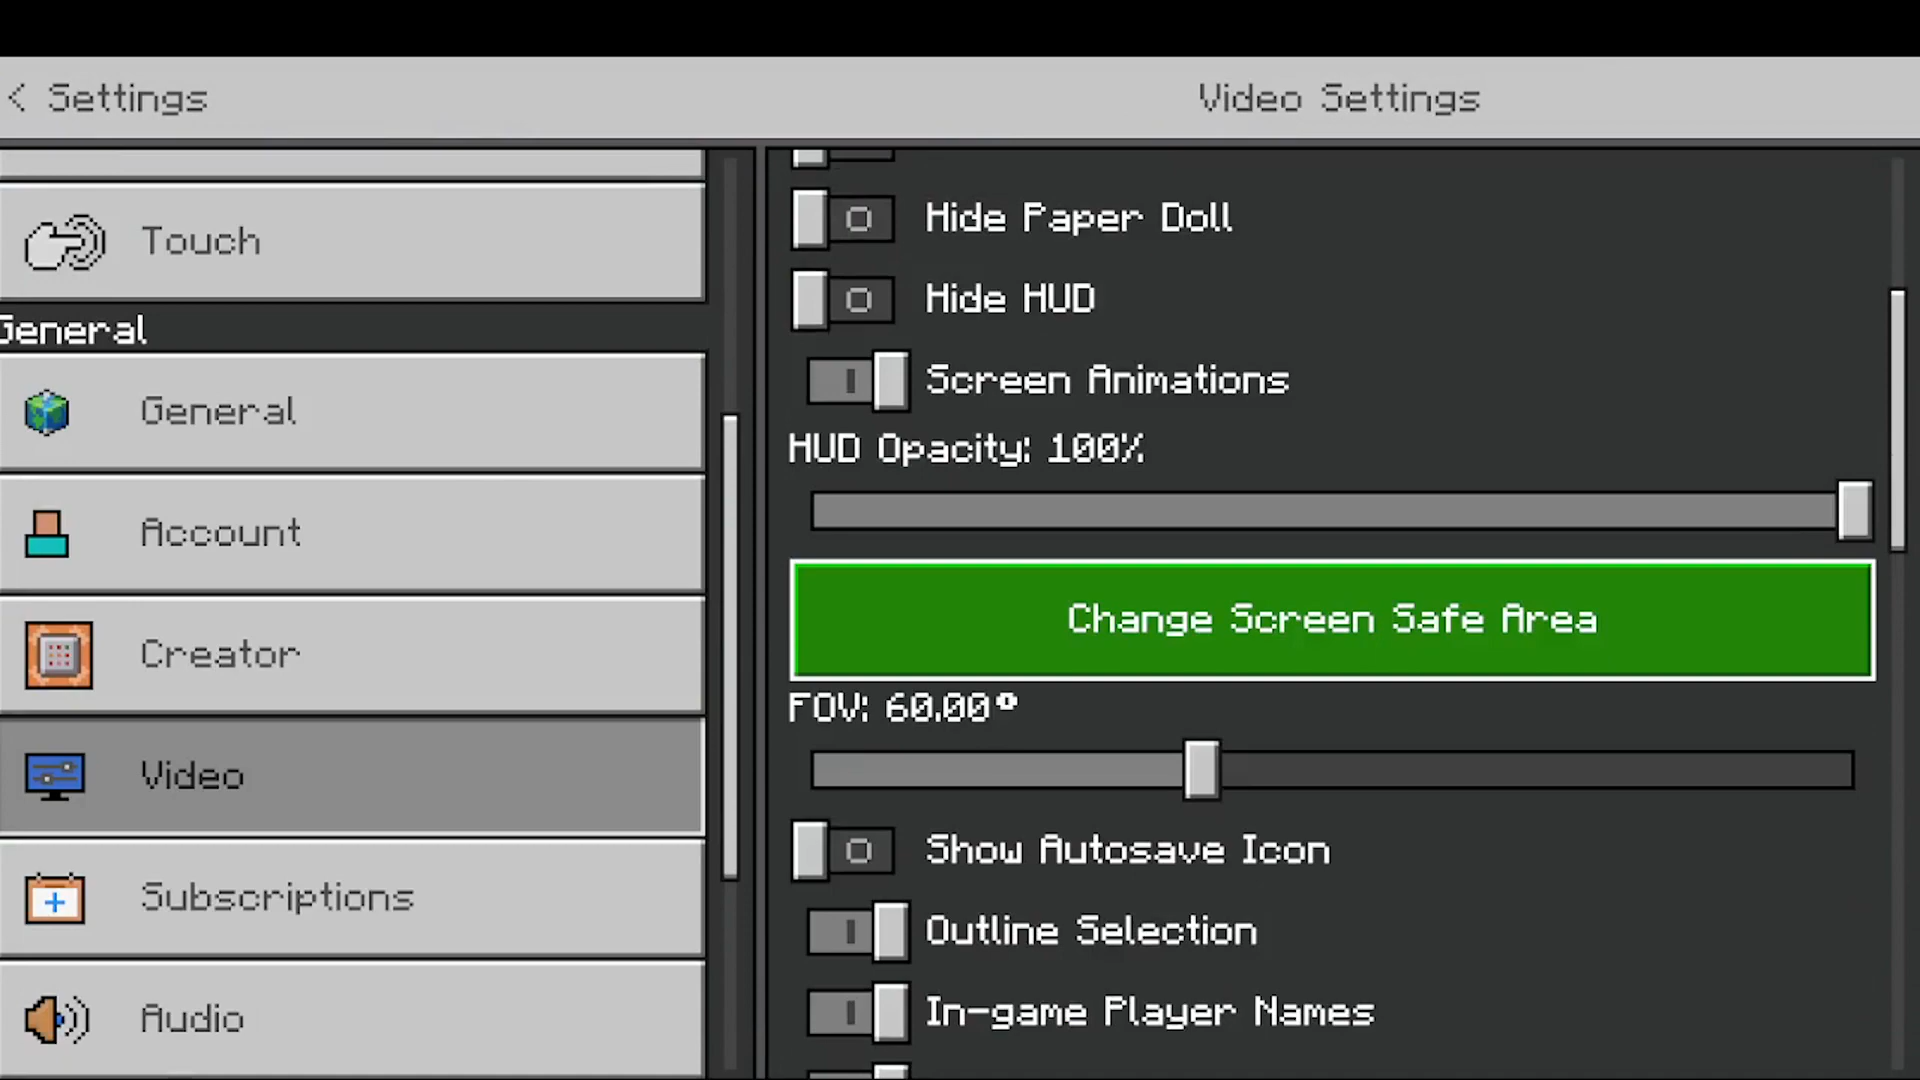 < Settings
Video Settings
Touch
General
General
Account
Creator
Video
Subscriptions
Audio
Hide Paper Doll
Hide HUD
Screen Animations
HUD Opacity: 100%
Change Screen Safe Area
FOV: 60.00°
Show Autosave Icon
Outline Selection
In-game Player Names